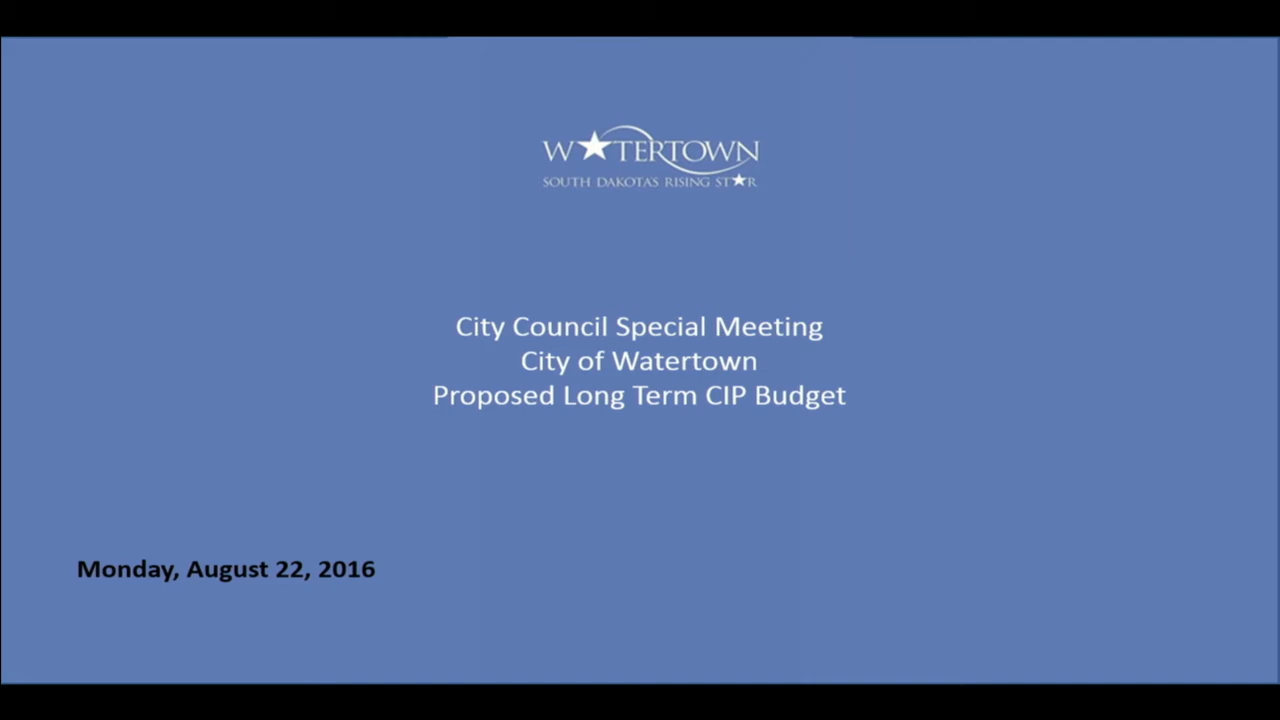 W★TERTOWN
SOUTH DAKOTA'S RISING ST★R
City Council Special Meeting
City of Watertown
Proposed Long Term CIP Budget
Monday, August 22, 2016